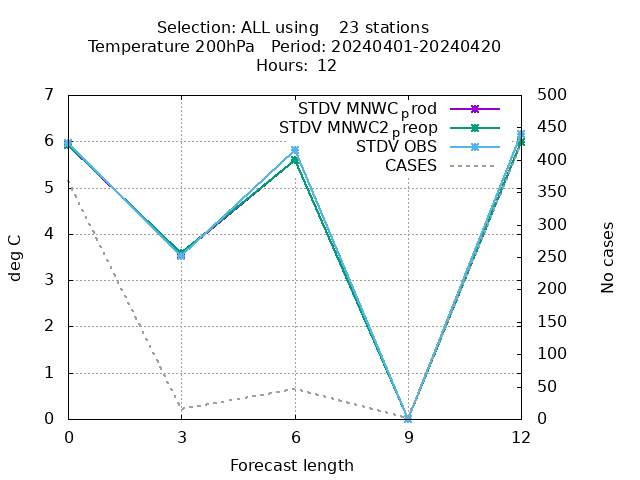 Selection: ALL using 23 stations
Temperature 200hPa Period: 20240401-20240420
Hours: 12
STDV MNWCprod
STDV MNWC2preop
STDV OBS
CASES
7
6
5
4
3
2
1
0
deg C
500
450
400
350
300
250
200
150
100
50
0
No cases
0 3 6 9 12
Forecast length